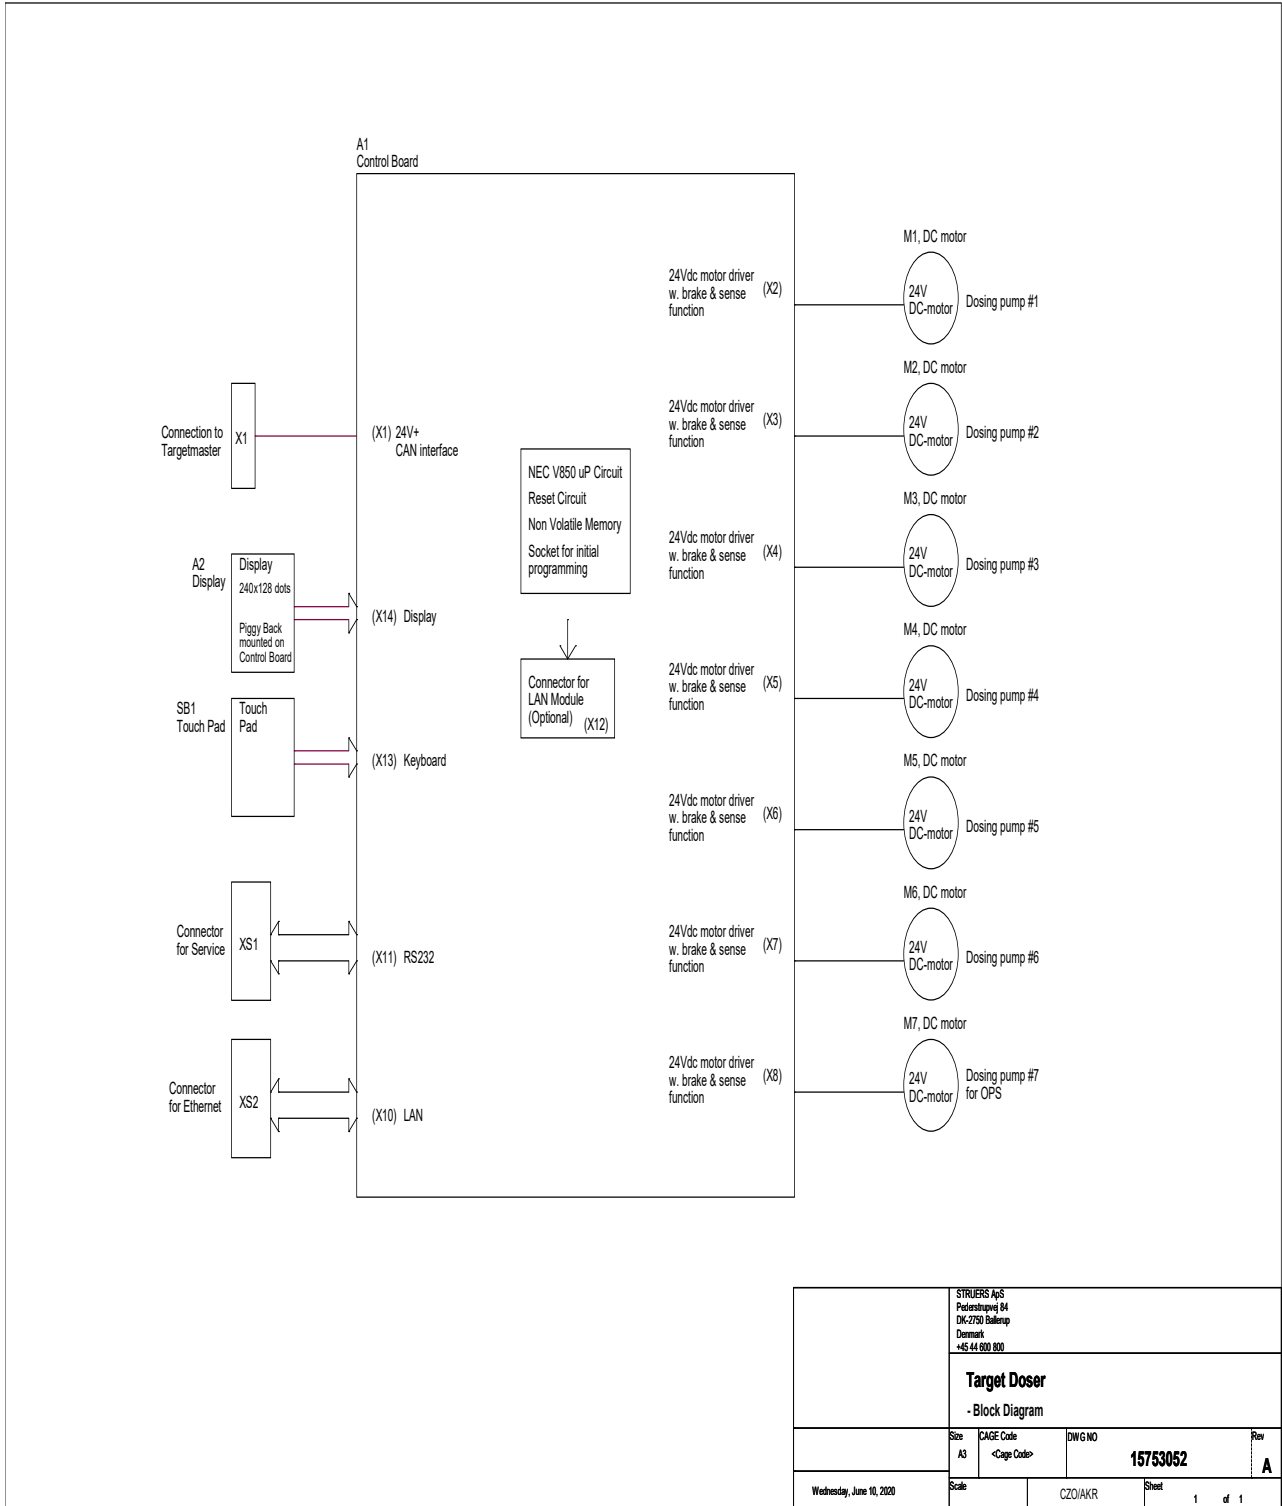 A1
Control Board
Connection to
Targetmaster
X1
(X1) 24V+
CAN interface
A2
Display
Display
240x128 dots
Piggy Back
mounted on
Control Board
(X14) Display
SB1
Touch Pad
Touch
Pad
(X13) Keyboard
Connector
for Service
XS1
(X11) RS232
Connector
for Ethernet
XS2
(X10) LAN
NEC V850 uP Circuit
Reset Circuit
Non Volatile Memory
Socket for initial
programming
Connector for
LAN Module
(Optional) (X12)
24Vdc motor driver
w. brake & sense
function
(X2)
M1, DC motor
24V
DC-motor
Dosing pump #1
24Vdc motor driver
w. brake & sense
function
(X3)
M2, DC motor
24V
DC-motor
Dosing pump #2
24Vdc motor driver
w. brake & sense
function
(X4)
M3, DC motor
24V
DC-motor
Dosing pump #3
24Vdc motor driver
w. brake & sense
function
(X5)
M4, DC motor
24V
DC-motor
Dosing pump #4
24Vdc motor driver
w. brake & sense
function
(X6)
M5, DC motor
24V
DC-motor
Dosing pump #5
24Vdc motor driver
w. brake & sense
function
(X7)
M6, DC motor
24V
DC-motor
Dosing pump #6
24Vdc motor driver
w. brake & sense
function
(X8)
M7, DC motor
24V
DC-motor
Dosing pump #7
for OPS
STRUERS ApS
Pederstrupvej 84
DK-2750 Ballerup
Denmark
+45 44 600 800
Target Doser
- Block Diagram
Size
A3
CAGE Code
<Cage Code>
DWG NO
15753052
Rev
A
Wednesday, June 10, 2020
Scale
CZO/AKR
Sheet
1 of 1